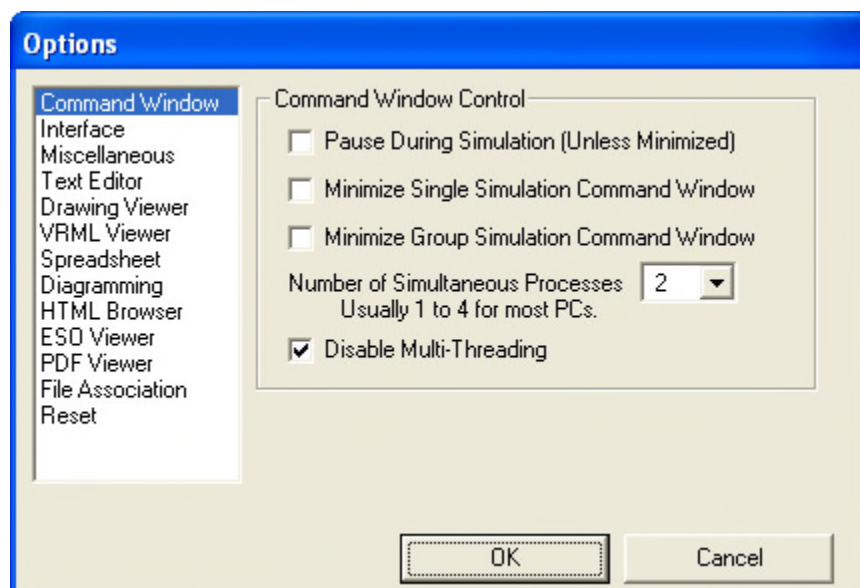 Options
Command Window
Interface
Miscellaneous
Text Editor
Drawing Viewer
VRML Viewer
Spreadsheet
Diagramming
HTML Browser
ESO Viewer
PDF Viewer
File Association
Reset
Command Window Control
Pause During Simulation (Unless Minimized)
Minimize Single Simulation Command Window
Minimize Group Simulation Command Window
Number of Simultaneous Processes 2
Usually 1 to 4 for most PCs.
Disable Multi-Threading
OK Cancel